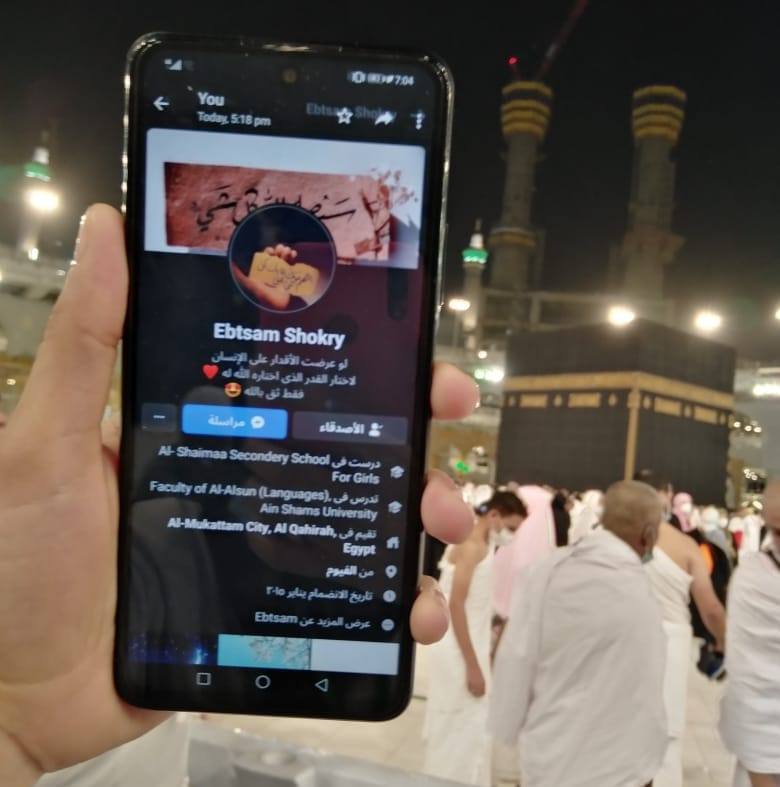 7:04
You
Today, 5:18 pm
Ebtsam Shokry
Ebtsam Shokry
لو عرضت الأقدار على الإنسان
لاختار القدر الذى اختاره الله له ❤️
فقط ثق بالله 😍
مراسلة
الأصدقاء
درست في Al- Shaimaa Secondery School
For Girls
تدرس في Faculty of Al-Alsun (Languages),
Ain Shams University
تقيم في Al-Mukattam City, Al Qahirah,
Egypt
من الفيوم
تاريخ الانضمام يناير ٢٠١٥
عرض المزيد عن Ebtsam